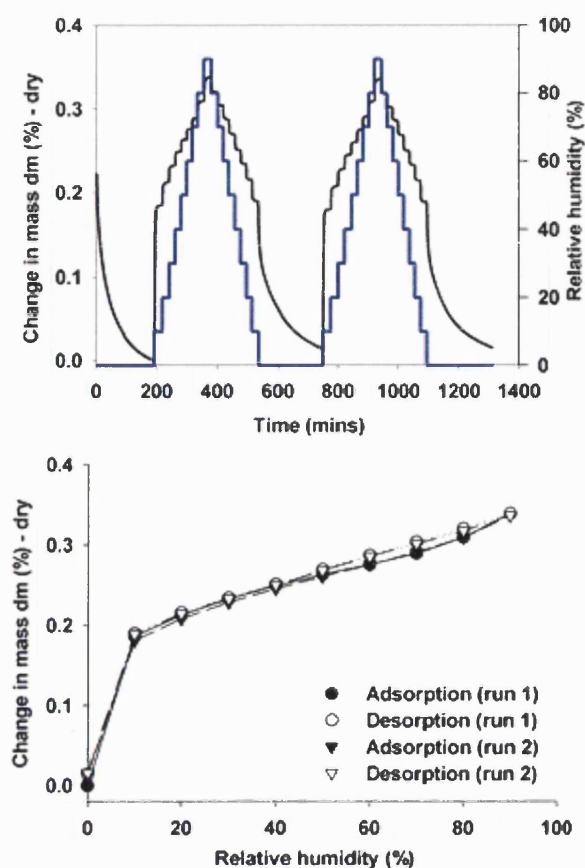 Change in mass dm (%) - dry
0.4
0.3
0.2
0.1
0.0
100
80
60
40
20
0
Relative humidity (%)
0 200 400 600 800 1000 1200 1400
Time (mins)
Change in mass dm (%) - dry
0.4
0.3
0.2
0.1
0.0
Adsorption (run 1)
Desorption (run 1)
Adsorption (run 2)
Desorption (run 2)
0 20 40 60 80 100
Relative humidity (%)